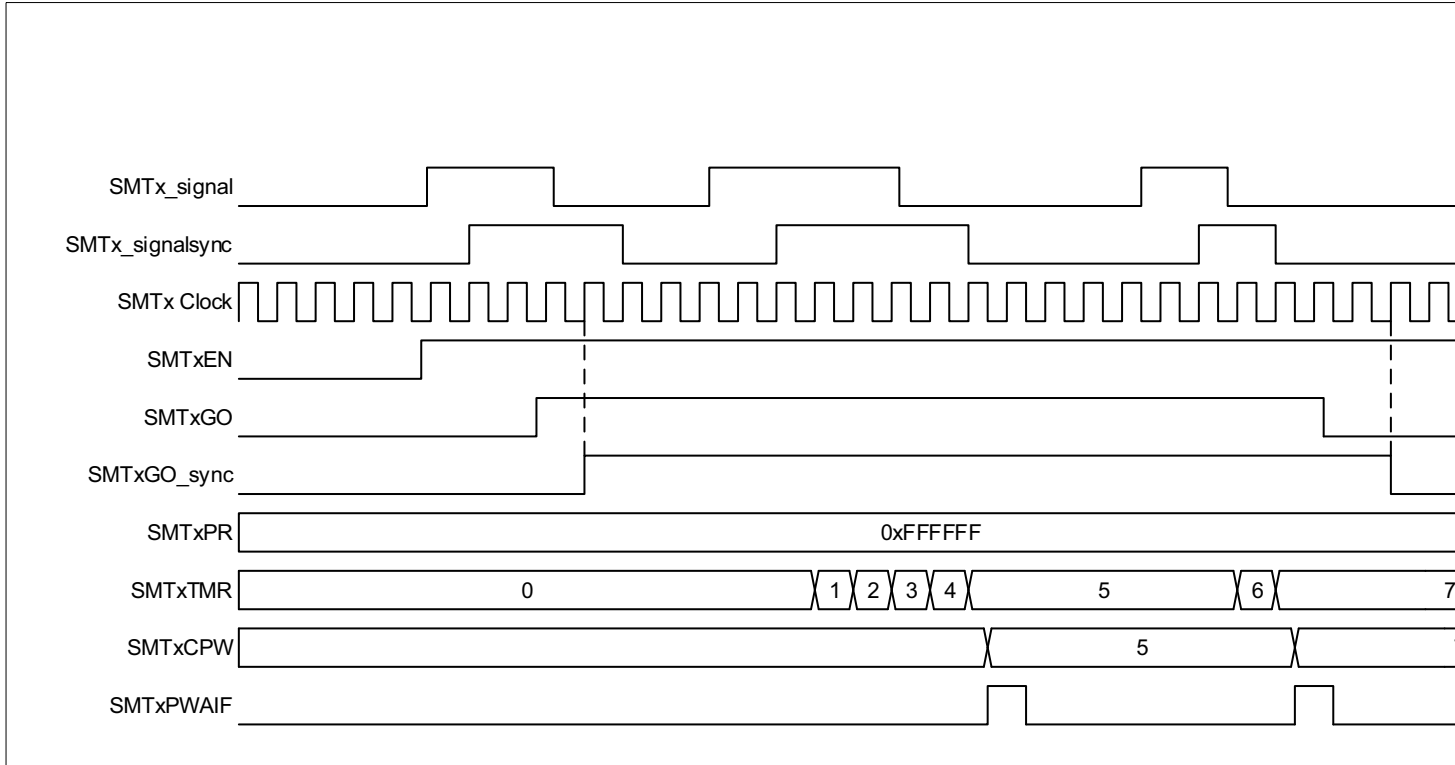 SMTx_signal
SMTx_signalsync
SMTx Clock
SMTxEN
SMTxGO
SMTxGO_sync
SMTxPR 0xFFFFFF
SMTxTMR 0 1 2 3 4 5 6 7
SMTxCPW 5
SMTxPWAIF